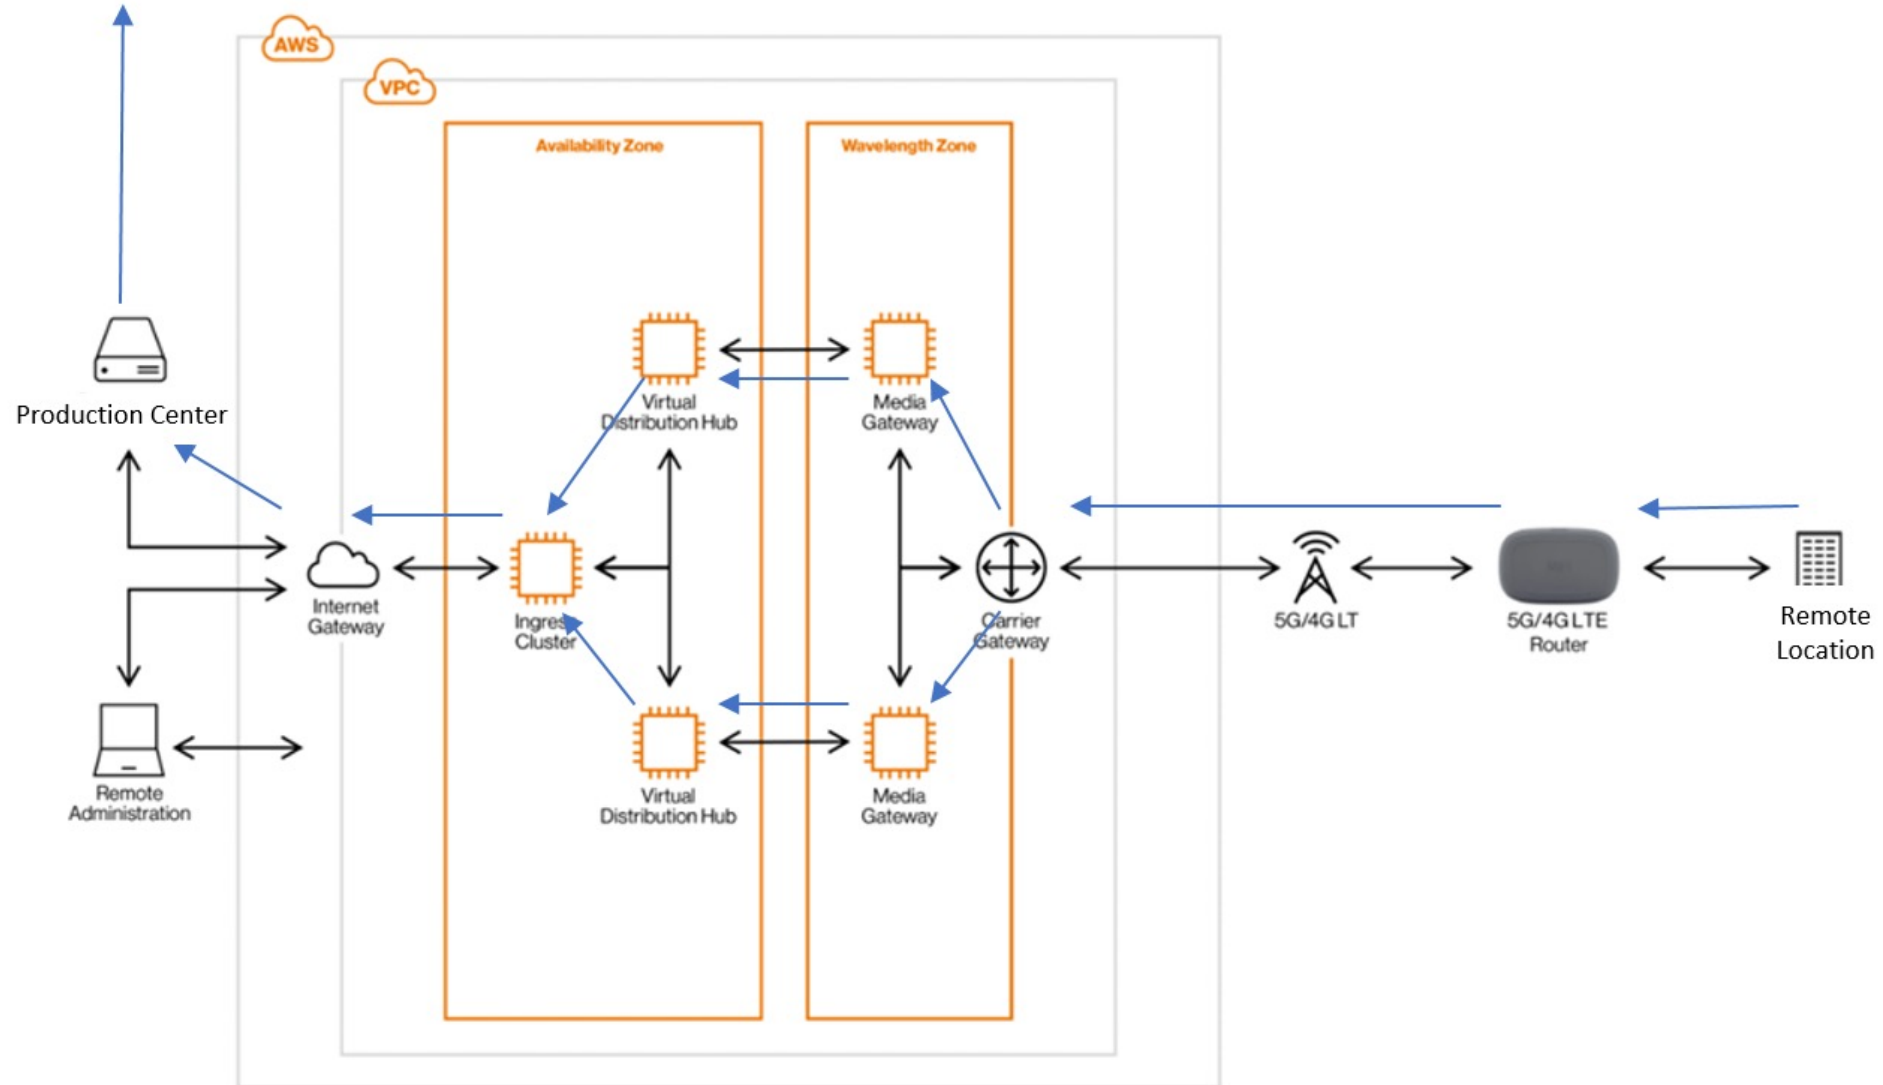 AWS
VPC
Availability Zone
Wavelength Zone
Production Center
Virtual
Distribution Hub
Media
Gateway
Internet
Gateway
Ingress
Cluster
Carrier
Gateway
5G/4G LT
5G/4G LTE
Router
Remote
Location
Remote
Administration
Virtual
Distribution Hub
Media
Gateway